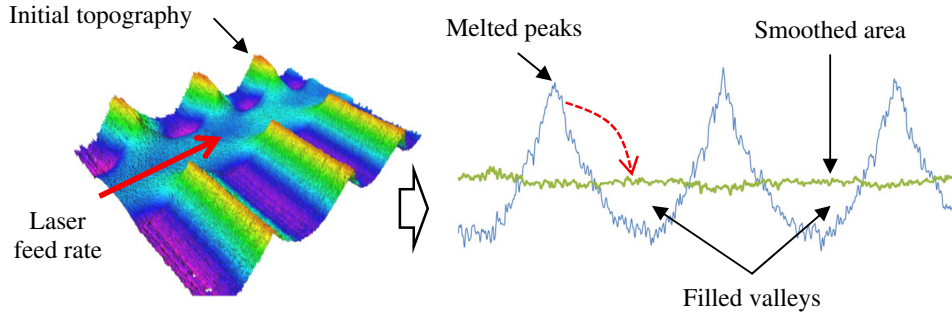 Initial topography
Melted peaks
Smoothed area
Laser
feed rate
Filled valleys